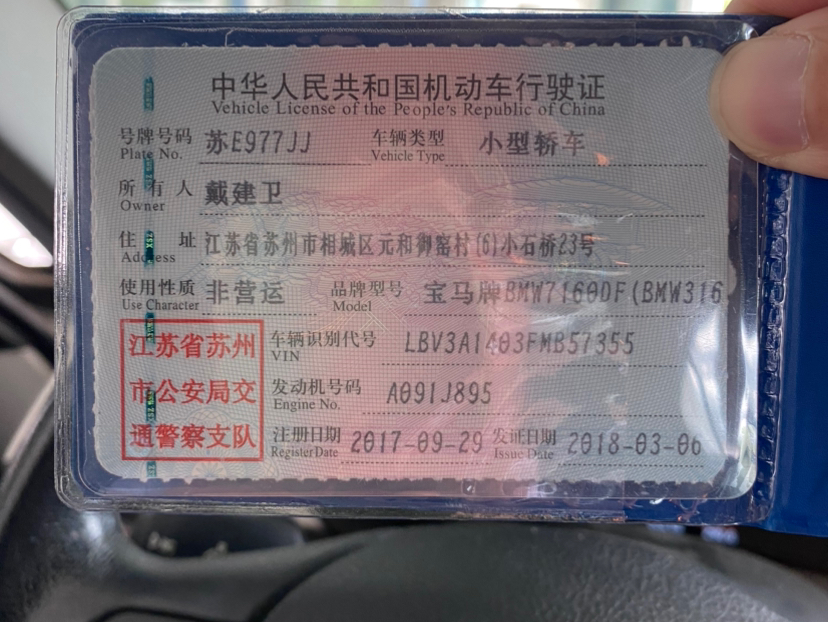 中华人民共和国机动车行驶证
Vehicle License of the People's Republic of China
号牌号码 苏E977JJ 车辆类型 小型轿车
Plate No. Vehicle Type
所有人 戴建卫
Owner
住址 江苏省苏州市相城区元和御窑村(6)小石桥23号
Address
使用性质 非营运 品牌型号 宝马牌BMW7160DF(BMW316
Use Character Model
江苏省苏州
市公安局交
通警察支队
车辆识别代号 LBV3A1403FMB57355
VIN
发动机号码 A091J895
Engine No.
注册日期 2017-09-29 发证日期 2018-03-06
Register Date Issue Date